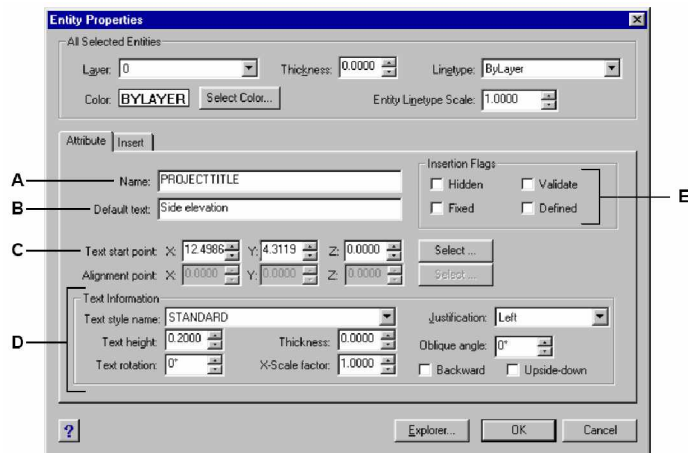 Entity Properties
All Selected Entities
Layer: 0 Thickness: 0.0000 Linetype: ByLayer
Color: BYLAYER Select Color... Entity Linetype Scale: 1.0000
Attribute Insert
A Name: PROJECTTITLE
B Default text: Side elevation
Insertion Flags
Hidden Validate
Fixed Defined
E
C Text start point: X: 12.4986 Y: 4.3119 Z: 0.0000 Select ...
Alignment point: X: 0.0000 Y: 0.0000 Z: 0.0000 Select ...
D
Text Information
Text style name: STANDARD Justification: Left
Text height: 0.2000 Thickness: 0.0000 Oblique angle: 0°
Text rotation: 0° X-Scale factor: 1.0000 Backward Upside-down
? Explorer... OK Cancel